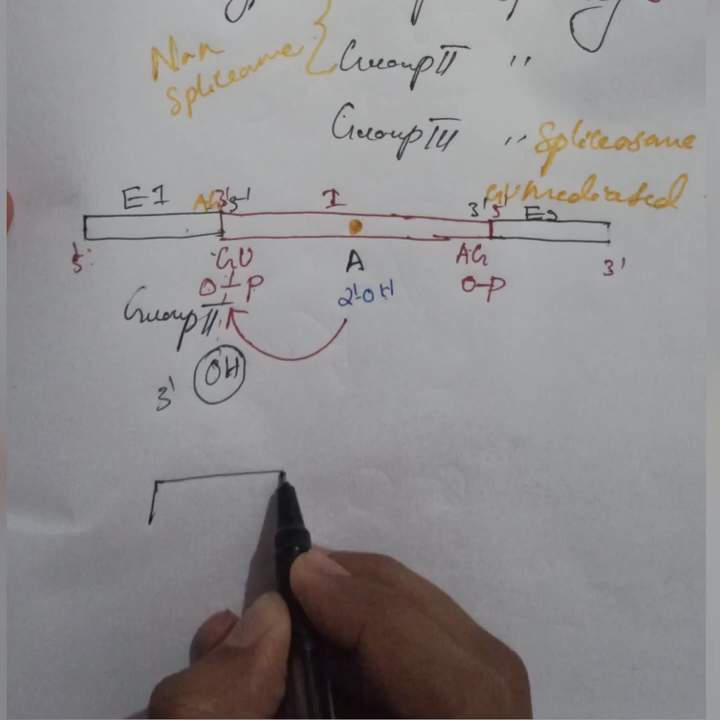 Non
Spliceosome
Group II "
Group III " Spliceosome
mediated
E1 3' 5' I 3' 5' E2
5' GU A AG 3'
O-P 2'-OH O-P
Group II
3' OH